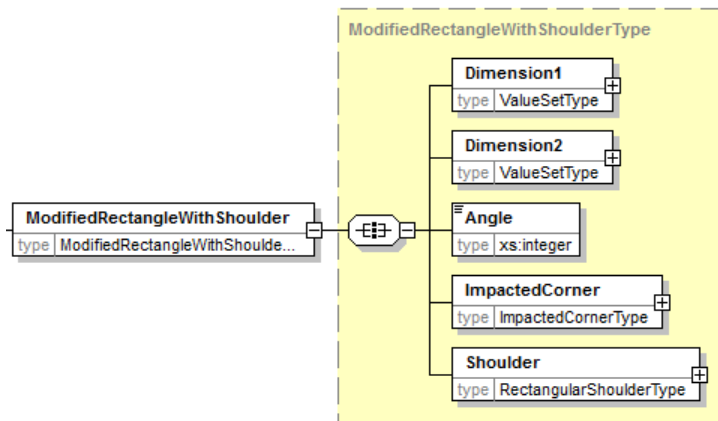 ModifiedRectangleWithShoulderType
Dimension1
type ValueSetType
Dimension2
type ValueSetType
ModifiedRectangleWithShoulder
type ModifiedRectangleWithShoulde...
Angle
type xs:integer
ImpactedCorner
type ImpactedCornerType
Shoulder
type RectangularShoulderType